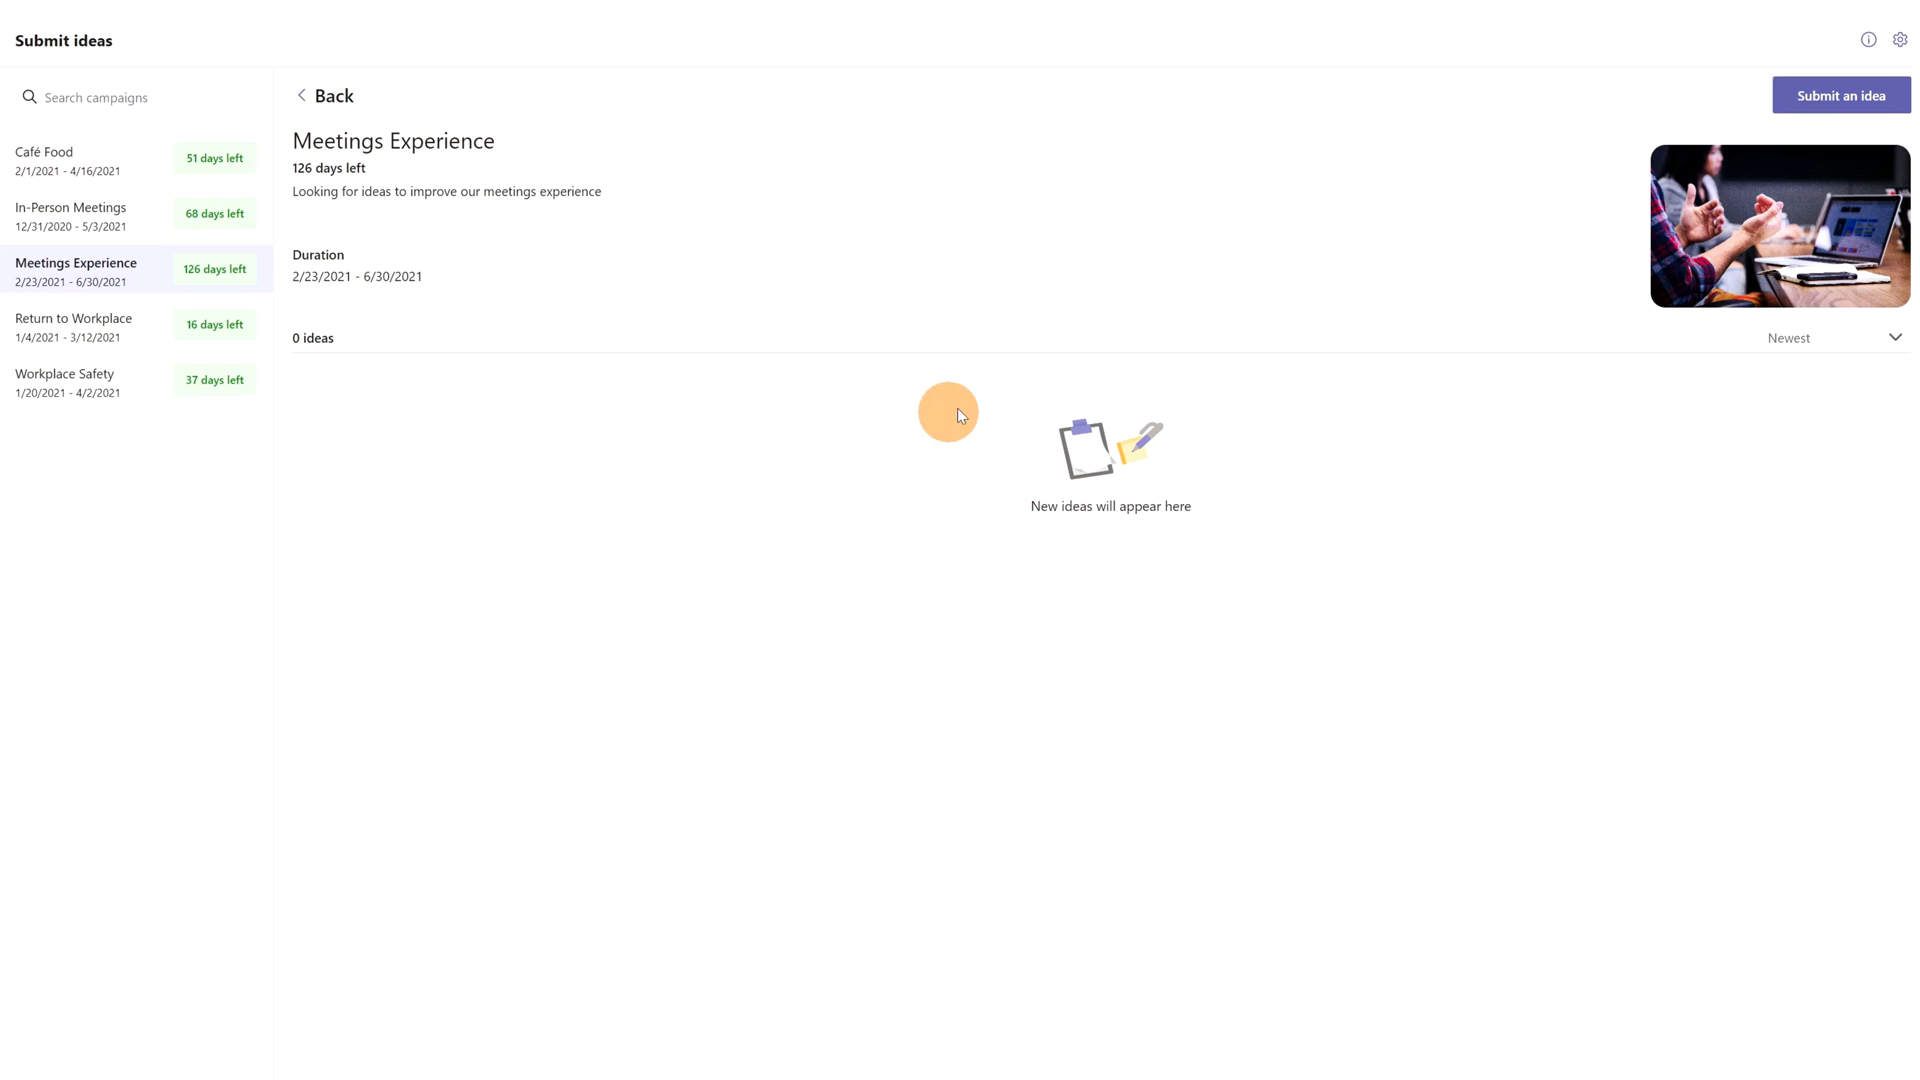 Submit ideas
Search campaigns
Café Food
2/1/2021 - 4/16/2021
51 days left
In-Person Meetings
12/31/2020 - 5/3/2021
68 days left
Meetings Experience
2/23/2021 - 6/30/2021
126 days left
Return to Workplace
1/4/2021 - 3/12/2021
16 days left
Workplace Safety
1/20/2021 - 4/2/2021
37 days left
Back
Submit an idea
Meetings Experience
126 days left
Looking for ideas to improve our meetings experience
Duration
2/23/2021 - 6/30/2021
0 ideas
Newest
New ideas will appear here